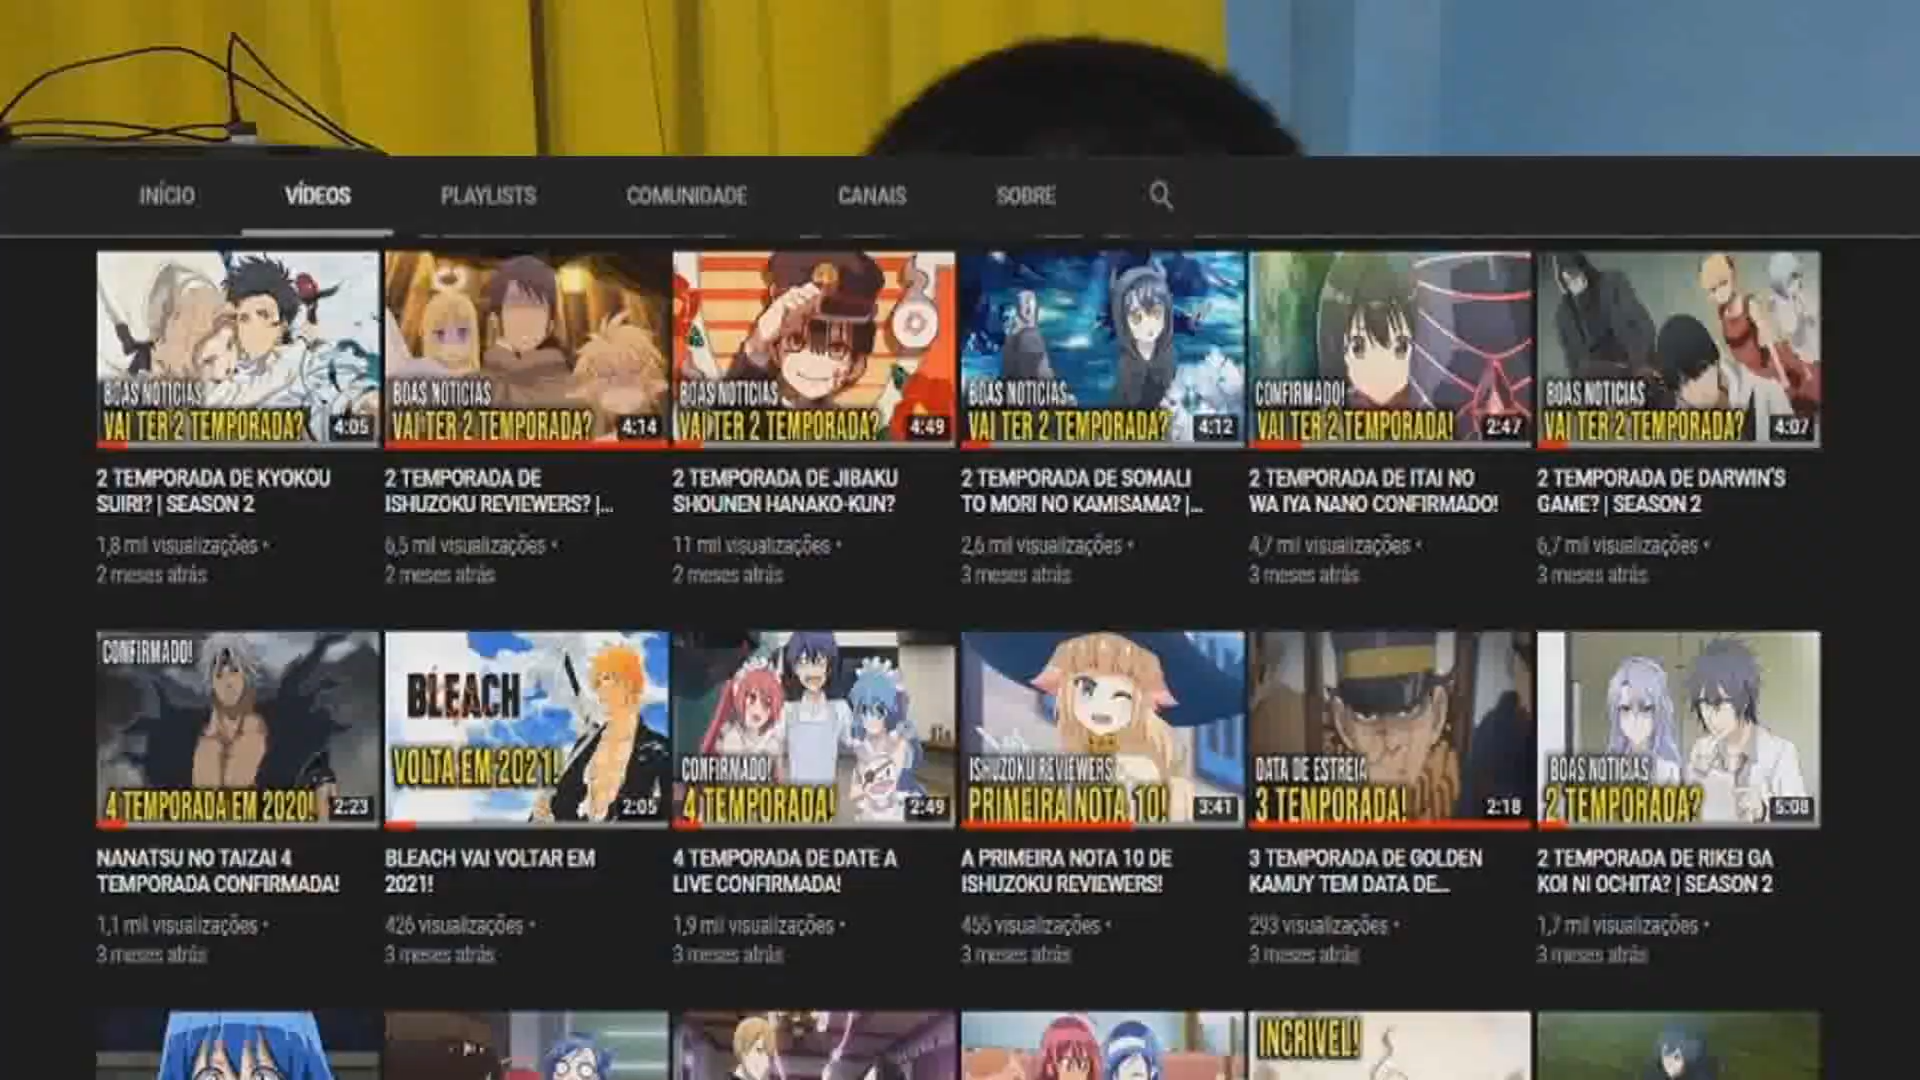 INÍCIO VÍDEOS PLAYLISTS COMUNIDADE CANAIS SOBRE
BOAS NOTICIAS
VAI TER 2 TEMPORADA?
4:05
BOAS NOTICIAS
VAI TER 2 TEMPORADA?
4:14
BOAS NOTICIAS
VAI TER 2 TEMPORADA?
4:49
BOAS NOTICIAS
VAI TER 2 TEMPORADA?
4:12
CONFIRMADO!
VAI TER 2 TEMPORADA!
2:47
BOAS NOTICIAS
VAI TER 2 TEMPORADA?
4:07
2 TEMPORADA DE KYOKOU
SUIRI? | SEASON 2
1,8 mil visualizações •
2 meses atrás
2 TEMPORADA DE
ISHUZOKU REVIEWERS? |...
6,5 mil visualizações •
2 meses atrás
2 TEMPORADA DE JIBAKU
SHOUNEN HANAKO-KUN?
11 mil visualizações •
2 meses atrás
2 TEMPORADA DE SOMALI
TO MORI NO KAMISAMA? |...
2,6 mil visualizações •
3 meses atrás
2 TEMPORADA DE ITAI NO
WA IYA NANO CONFIRMADO!
4,7 mil visualizações •
3 meses atrás
2 TEMPORADA DE DARWIN'S
GAME? | SEASON 2
6,7 mil visualizações •
3 meses atrás
CONFIRMADO!
4 TEMPORADA EM 2020!
2:23
BLEACH
VOLTA EM 2021!
2:05
CONFIRMADO!
4 TEMPORADA!
2:49
ISHUZOKU REVIEWERS
PRIMEIRA NOTA 10!
3:41
DATA DE ESTREIA
3 TEMPORADA!
2:18
BOAS NOTICIAS
2 TEMPORADA?
5:08
NANATSU NO TAIZAI 4
TEMPORADA CONFIRMADA!
1,1 mil visualizações •
3 meses atrás
BLEACH VAI VOLTAR EM
2021!
426 visualizações •
3 meses atrás
4 TEMPORADA DE DATE A
LIVE CONFIRMADA!
1,9 mil visualizações •
3 meses atrás
A PRIMEIRA NOTA 10 DE
ISHUZOKU REVIEWERS!
455 visualizações •
3 meses atrás
3 TEMPORADA DE GOLDEN
KAMUY TEM DATA DE...
293 visualizações •
3 meses atrás
2 TEMPORADA DE RIKEI GA
KOI NI OCHITA? | SEASON 2
1,7 mil visualizações •
3 meses atrás
INCRIVEL!